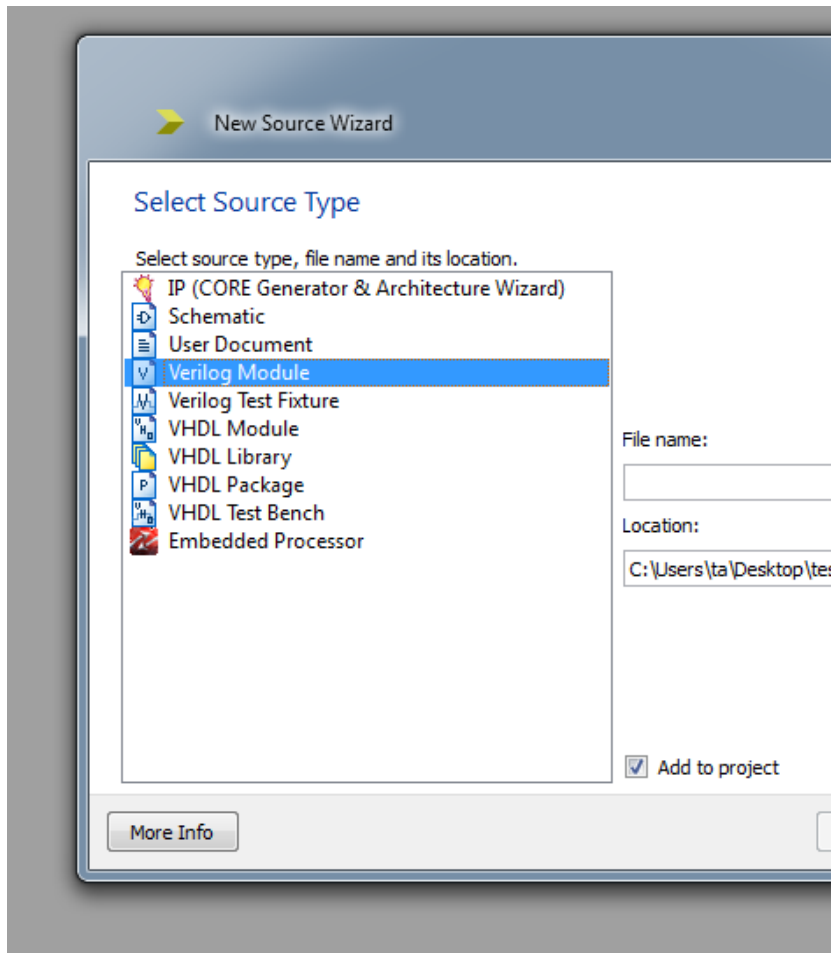 New Source Wizard
Select Source Type
Select source type, file name and its location.
IP (CORE Generator & Architecture Wizard)
Schematic
User Document
Verilog Module
Verilog Test Fixture
VHDL Module
VHDL Library
VHDL Package
VHDL Test Bench
Embedded Processor
File name:
Location:
C:\Users\ta\Desktop\tes
Add to project
More Info